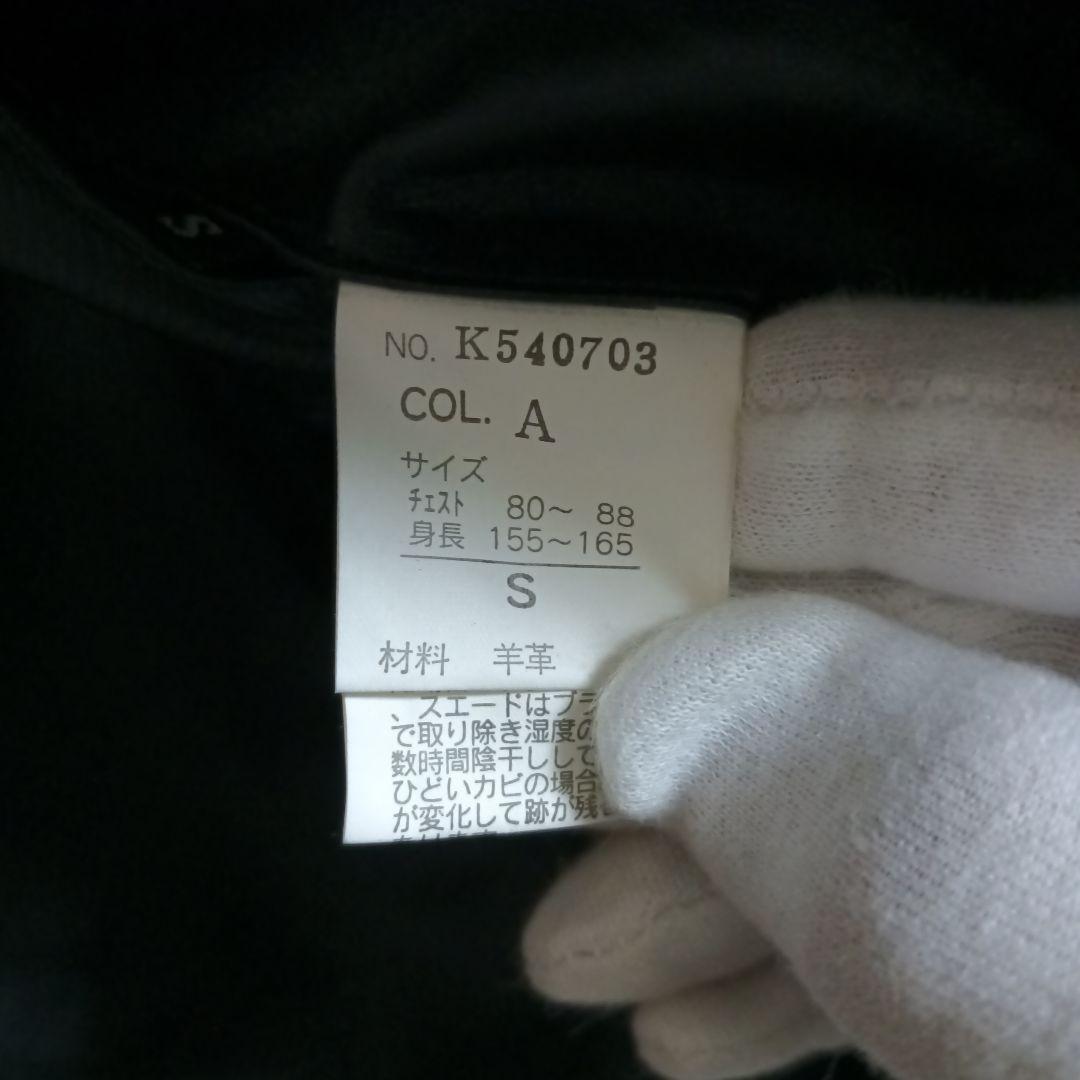 S
NO. K540703
COL. A
サイズ
ﾁｪｽﾄ 80～ 88
身長 155～165
S
材料 羊革
、スエードはブラ
で取り除き湿度の
数時間陰干しして
ひどいカビの場合
が変化して跡が残